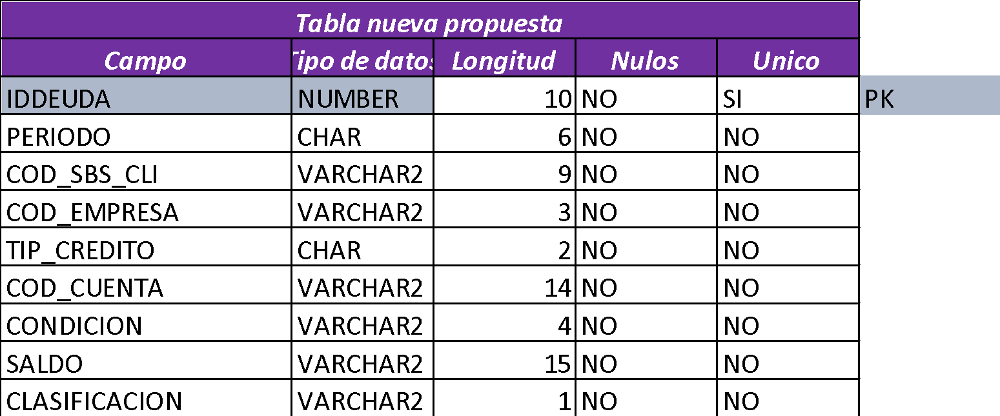 Tabla nueva propuesta
Campo Tipo de datos Longitud Nulos Unico
IDDEUDA NUMBER 10 NO SI PK
PERIODO CHAR 6 NO NO
COD_SBS_CLI VARCHAR2 9 NO NO
COD_EMPRESA VARCHAR2 3 NO NO
TIP_CREDITO CHAR 2 NO NO
COD_CUENTA VARCHAR2 14 NO NO
CONDICION VARCHAR2 4 NO NO
SALDO VARCHAR2 15 NO NO
CLASIFICACION VARCHAR2 1 NO NO